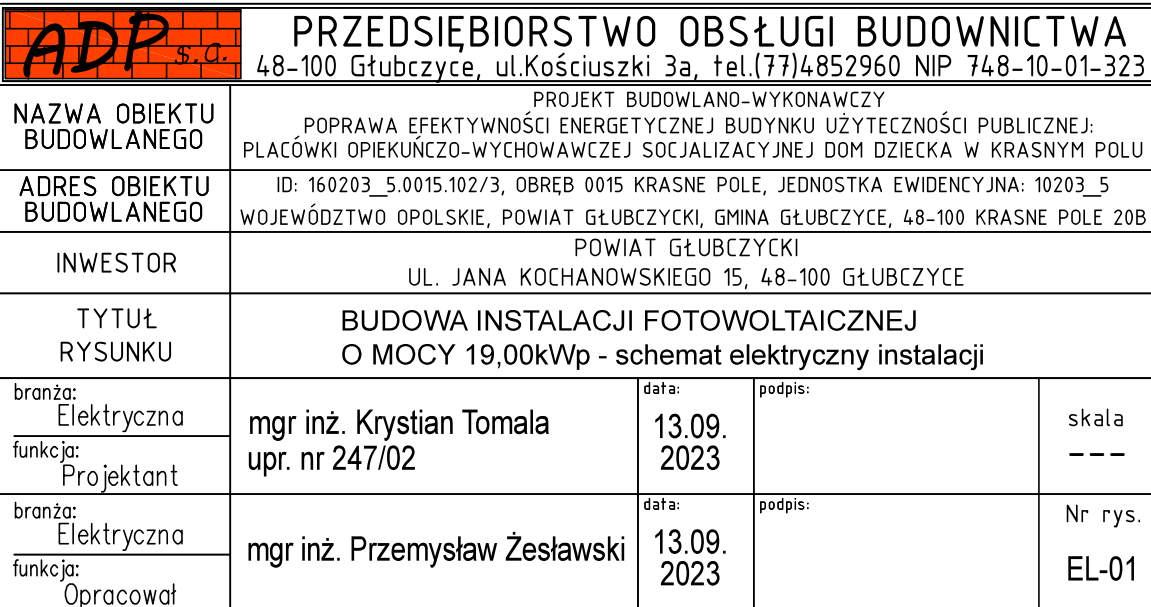 ADP s.c.
PRZEDSIĘBIORSTWO OBSŁUGI BUDOWNICTWA
48-100 Głubczyce, ul.Kościuszki 3a, tel.(77)4852960 NIP 748-10-01-323
NAZWA OBIEKTU
BUDOWLANEGO
PROJEKT BUDOWLANO-WYKONAWCZY
POPRAWA EFEKTYWNOŚCI ENERGETYCZNEJ BUDYNKU UŻYTECZNOŚCI PUBLICZNEJ:
PLACÓWKI OPIEKUŃCZO-WYCHOWAWCZEJ SOCJALIZACYJNEJ DOM DZIECKA W KRASNYM POLU
ADRES OBIEKTU
BUDOWLANEGO
ID: 160203_5.0015.102/3, OBRĘB 0015 KRASNE POLE, JEDNOSTKA EWIDENCYJNA: 10203_5
WOJEWÓDZTWO OPOLSKIE, POWIAT GŁUBCZYCKI, GMINA GŁUBCZYCE, 48-100 KRASNE POLE 20B
INWESTOR
POWIAT GŁUBCZYCKI
UL. JANA KOCHANOWSKIEGO 15, 48-100 GŁUBCZYCE
TYTUŁ
RYSUNKU
BUDOWA INSTALACJI FOTOWOLTAICZNEJ
O MOCY 19,00kWp - schemat elektryczny instalacji
branża:
Elektryczna
funkcja:
Projektant
mgr inż. Krystian Tomala
upr. nr 247/02
data:
13.09.
2023
podpis:
skala
---
branża:
Elektryczna
funkcja:
Opracował
mgr inż. Przemysław Żesławski
data:
13.09.
2023
podpis:
Nr rys.
EL-01